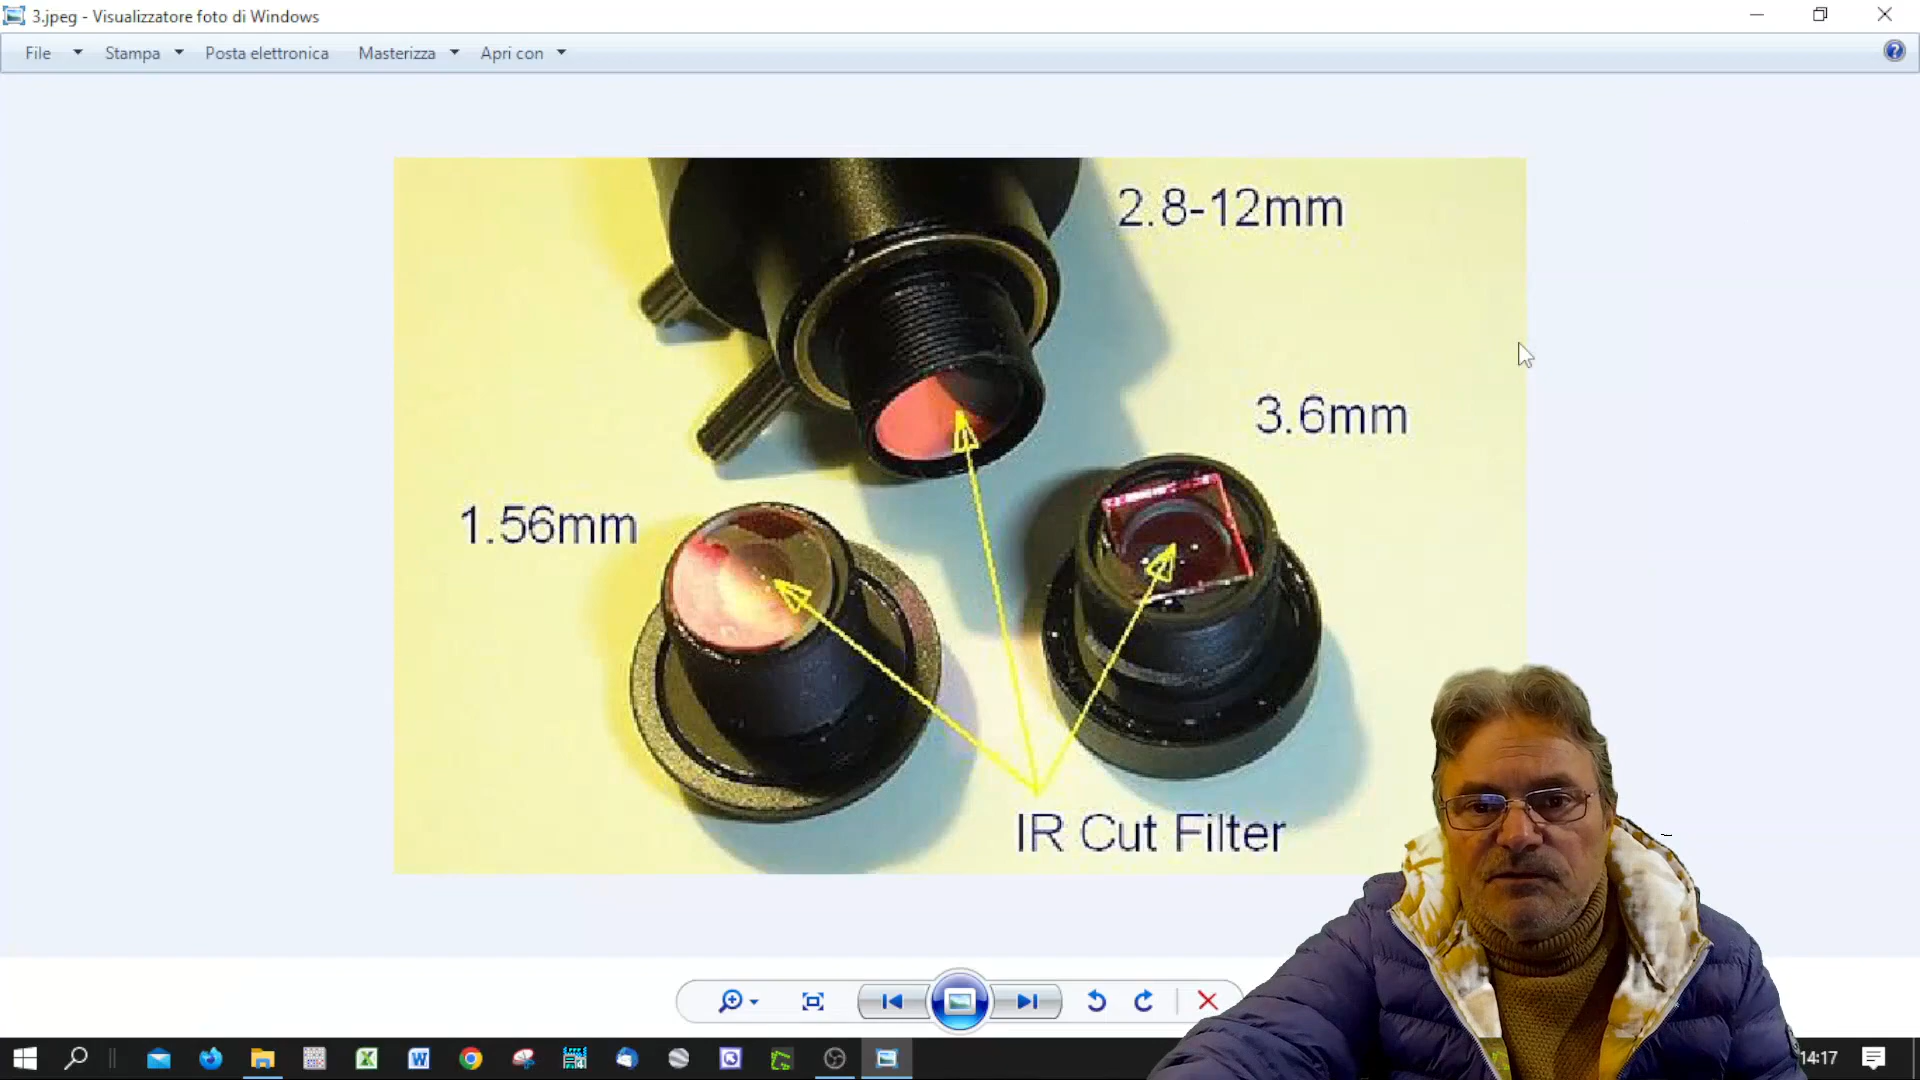 3.jpeg - Visualizzatore foto di Windows
File Stampa Posta elettronica Masterizza Apri con
2.8-12mm
3.6mm
1.56mm
IR Cut Filter
14:17